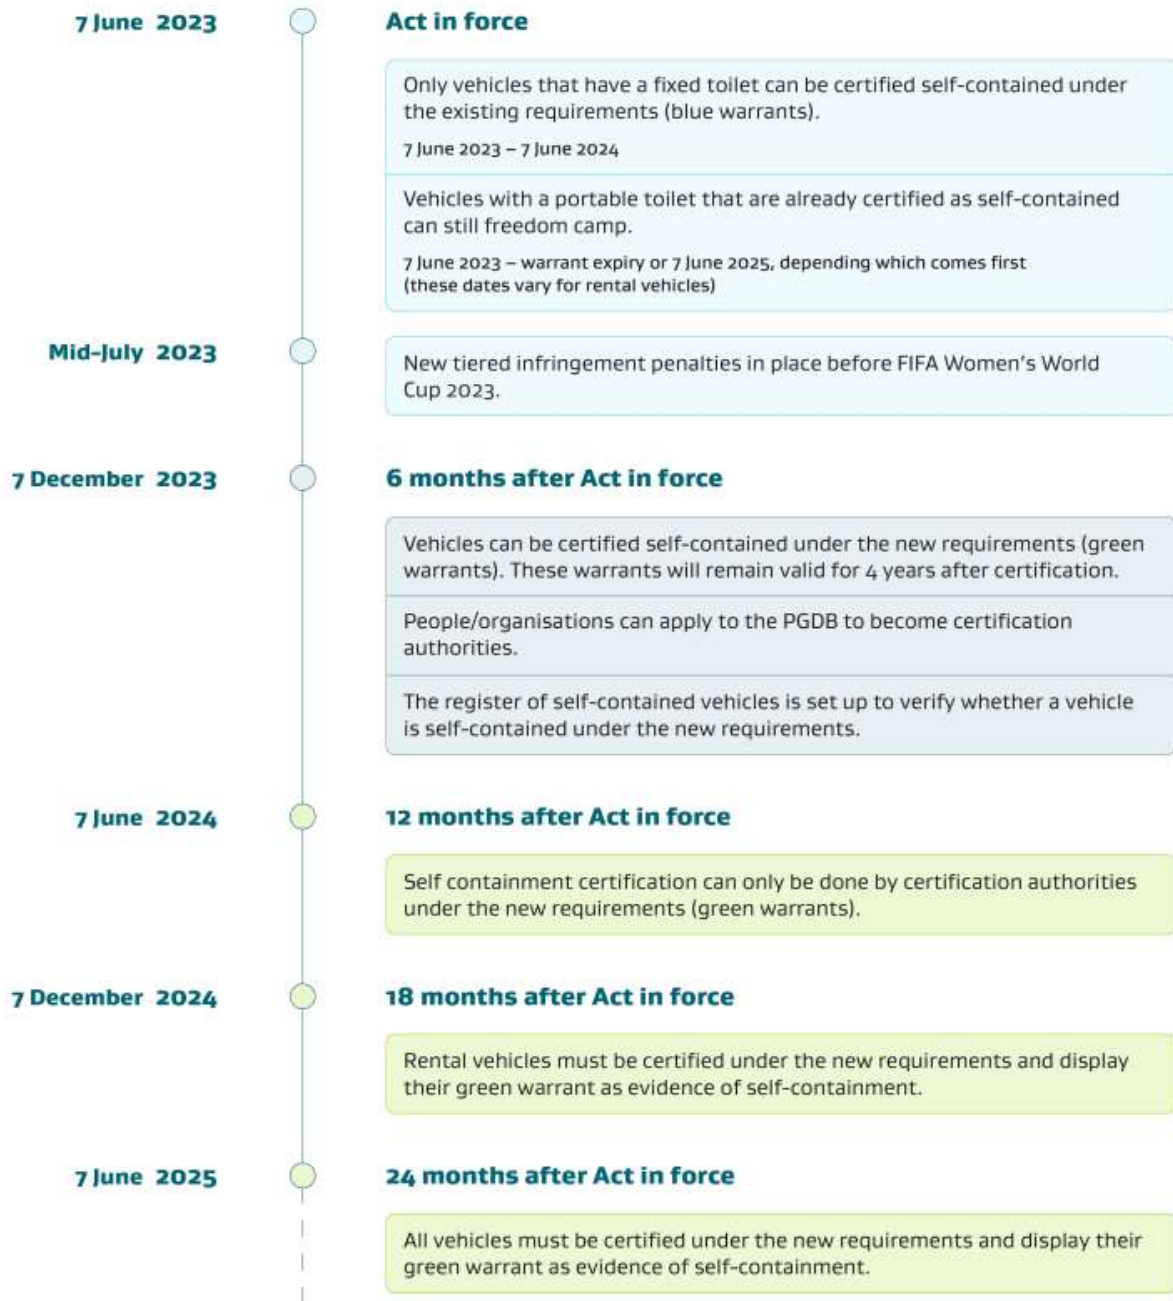 7 June 2023
Act in force
Only vehicles that have a fixed toilet can be certified self-contained under
the existing requirements (blue warrants).
7 June 2023 – 7 June 2024
Vehicles with a portable toilet that are already certified as self-contained
can still freedom camp.
7 June 2023 – warrant expiry or 7 June 2025, depending which comes first
(these dates vary for rental vehicles)
Mid-July 2023
New tiered infringement penalties in place before FIFA Women's World
Cup 2023.
7 December 2023
6 months after Act in force
Vehicles can be certified self-contained under the new requirements (green
warrants). These warrants will remain valid for 4 years after certification.
People/organisations can apply to the PGDB to become certification
authorities.
The register of self-contained vehicles is set up to verify whether a vehicle
is self-contained under the new requirements.
7 June 2024
12 months after Act in force
Self containment certification can only be done by certification authorities
under the new requirements (green warrants).
7 December 2024
18 months after Act in force
Rental vehicles must be certified under the new requirements and display
their green warrant as evidence of self-containment.
7 June 2025
24 months after Act in force
All vehicles must be certified under the new requirements and display their
green warrant as evidence of self-containment.